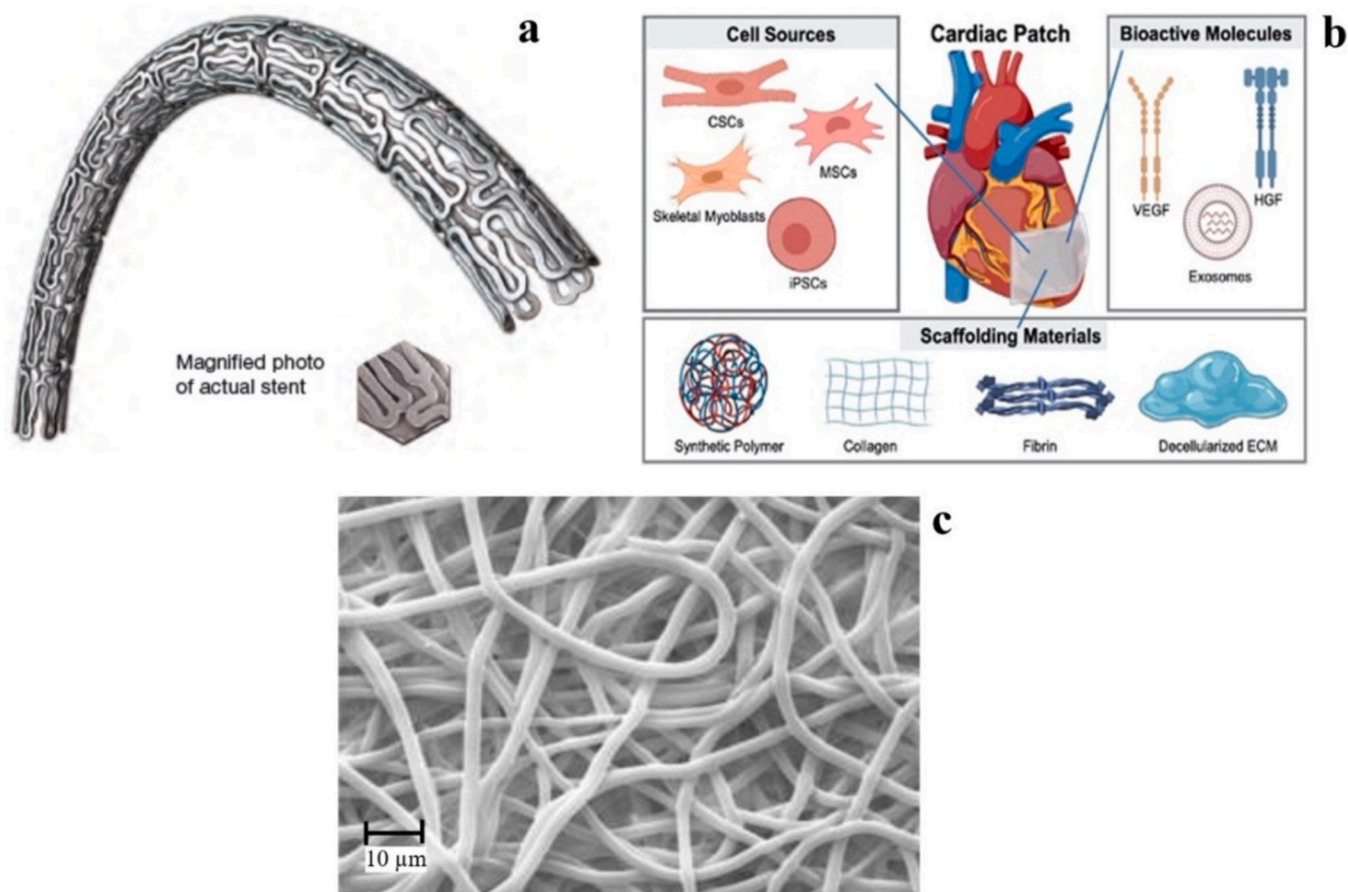 a
Magnified photo
of actual stent
b
Cell Sources
Cardiac Patch
Bioactive Molecules
CSCs
MSCs
Skeletal Myoblasts
iPSCs
VEGF
HGF
Exosomes
Scaffolding Materials
Synthetic Polymer
Collagen
Fibrin
Decellularized ECM
c
10 µm